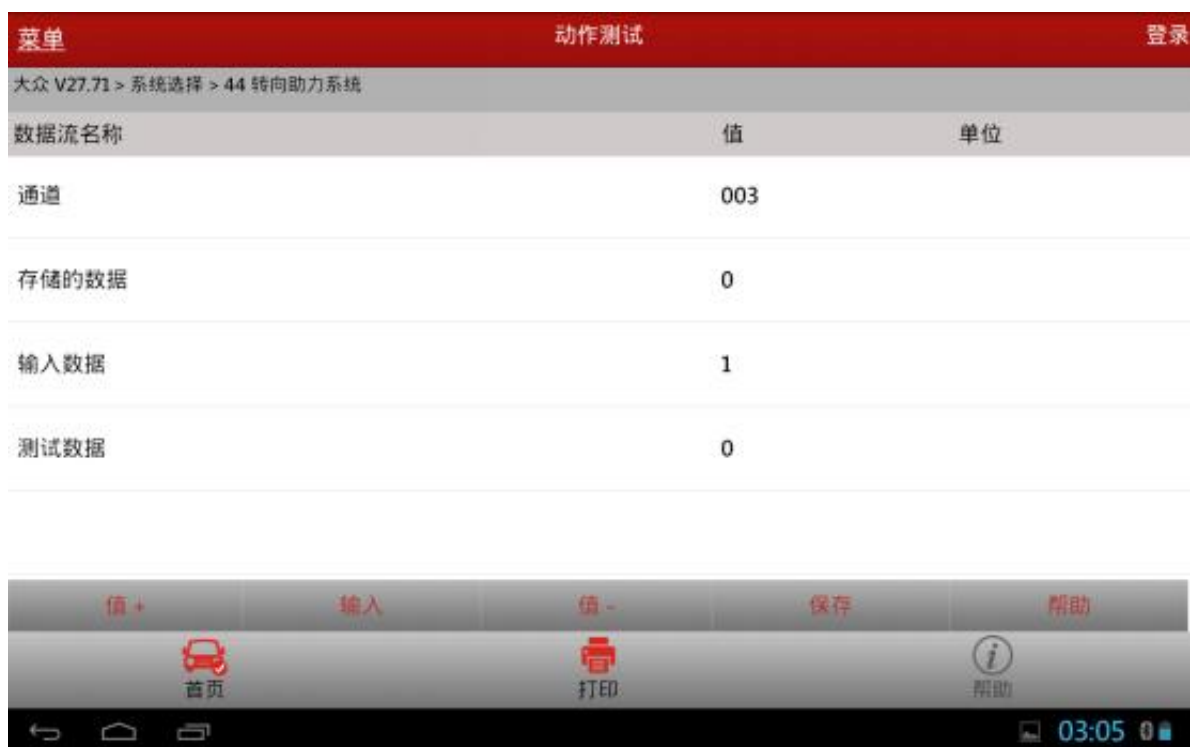 菜单 动作测试 登录
大众 V27.71 > 系统选择 > 44 转向助力系统
数据流名称 值 单位
通道 003
存储的数据 0
输入数据 1
测试数据 0
值 + 输入 值 - 保存 帮助
首页 打印 帮助
03:05